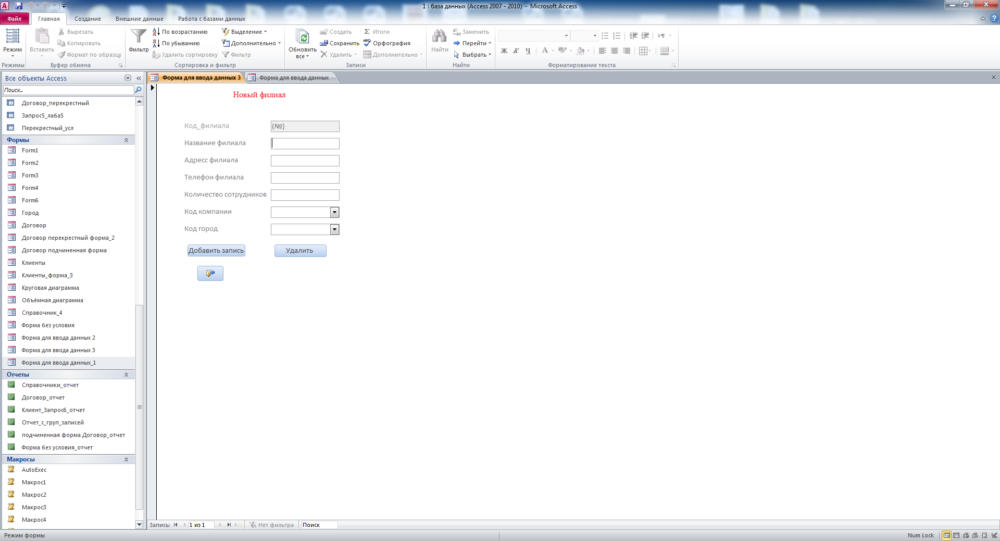 1 : база данных (Access 2007 - 2010) - Microsoft Access
Файл Главная Создание Внешние данные Работа с базами данных
Режим
Режимы
Вставить
Вырезать
Копировать
Формат по образцу
Буфер обмена
Фильтр
По возрастанию
По убыванию
Удалить сортировку
Выделение
Дополнительно
Фильтр
Сортировка и фильтр
Обновить
все
Создать
Сохранить
Удалить
Итоги
Орфография
Дополнительно
Записи
Найти
Заменить
Перейти
Выбрать
Найти
Ж К Ч
Форматирование текста
Все объекты Access
Поиск...
Договор_перекрестный
Запрос5_лаба5
Перекрестный_усл
Формы
Form1
Form2
Form3
Form4
Form6
Город
Договор
Договор перекрестный форма_2
Договор подчиненная форма
Клиенты
Клиенты_форма_3
Круговая диаграмма
Объёмная диаграмма
Справочник_4
Форма без условия
Форма для ввода данных 2
Форма для ввода данных 3
Форма для ввода данных_1
Отчеты
Справочники_отчет
Договор_отчет
Клиент_Запрос6_отчет
Отчет_с_груп_записей
подчиненная форма Договор_отчет
Форма без условия_отчет
Макросы
AutoExec
Макрос1
Макрос2
Макрос3
Макрос4
Форма для ввода данных 3
Форма для ввода данных
Новый филиал
Код_филиала (№)
Название филиала
Адресс филиала
Телефон филиала
Количество сотрудников
Код компании
Код город
Добавить запись Удалить
Запись: 1 из 1 Нет фильтра Поиск
Режим формы Num Lock